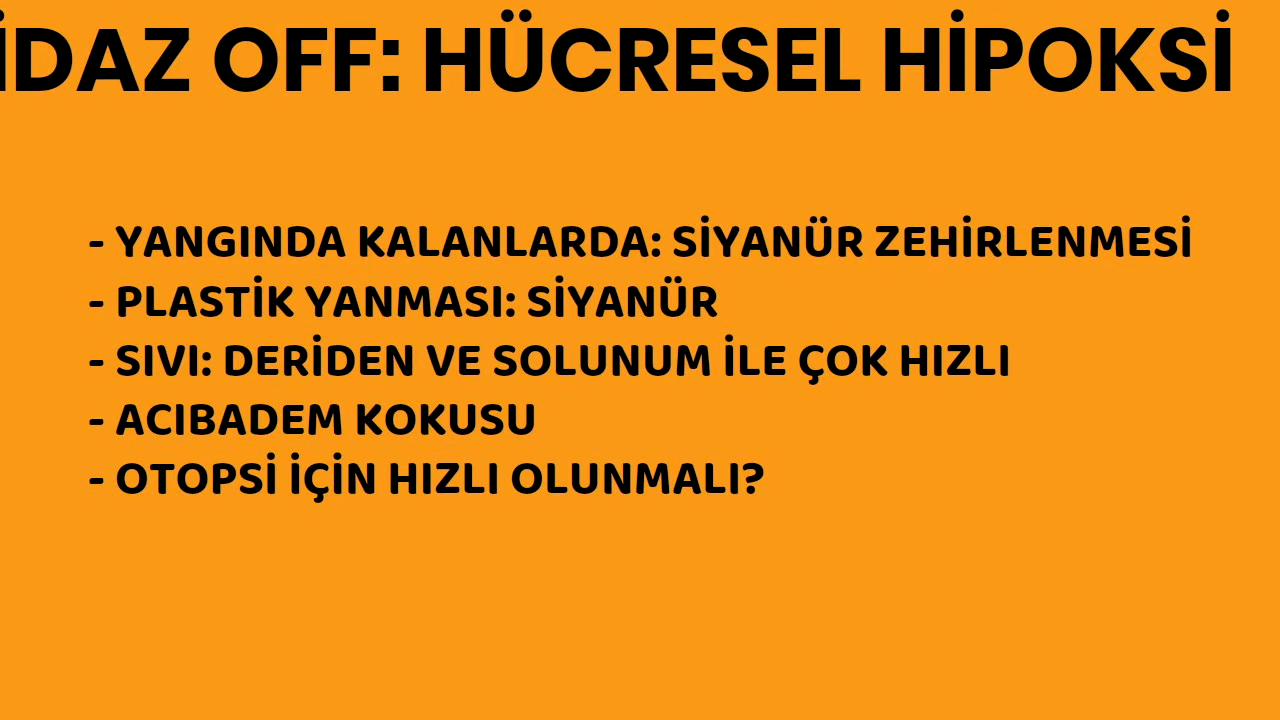 İDAZ OFF: HÜCRESEL HİPOKSİ
- YANGINDA KALANLARDA: SİYANÜR ZEHİRLENMESİ
- PLASTİK YANMASI: SİYANÜR
- SIVI: DERİDEN VE SOLUNUM İLE ÇOK HIZLI
- ACIBADEM KOKUSU
- OTOPSİ İÇİN HIZLI OLUNMALI?